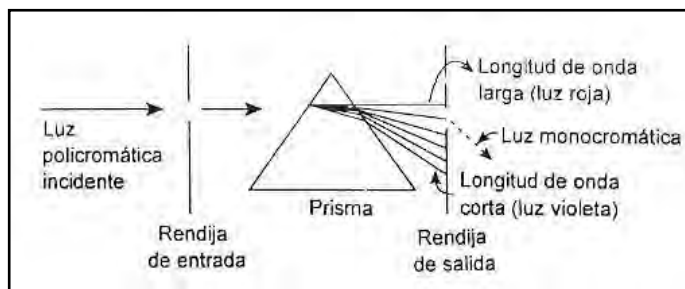 Luz
policromática
incidente
Rendija
de entrada
Prisma
Longitud de onda
larga (luz roja)
Luz monocromática
Longitud de onda
corta (luz violeta)
Rendija
de salida